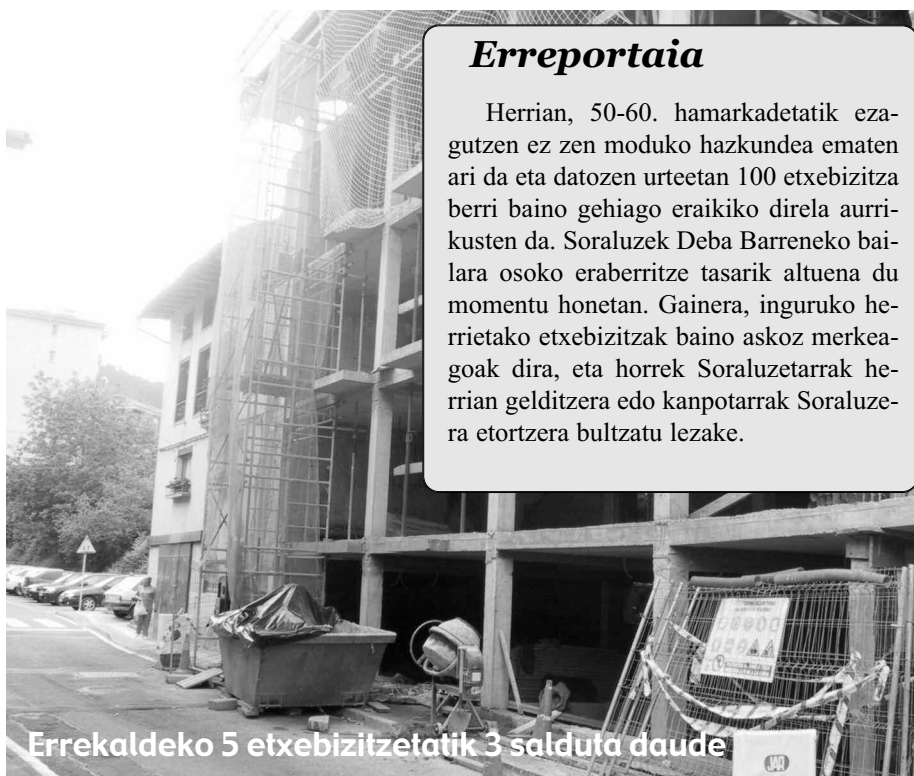 Erreportaia
Herrian, 50-60. hamarkadetatik eza-
gutzen ez zen moduko hazkundea ematen
ari da eta datozen urteetan 100 etxebizitza
berri baino gehiago eraikiko direla aurri-
kusten da. Soraluzek Deba Barreneko bai-
lara osoko eraberritze tasarik altuena du
momentu honetan. Gainera, inguruko he-
rrietako etxebizitzak baino askoz merkea-
goak dira, eta horrek Soraluzetarrak he-
rrian gelditzera edo kanpotarrak Soraluze-
ra etortzera bultzatu lezake.
Errekaldeko 5 etxebizitzetatik 3 salduta daude
JAR